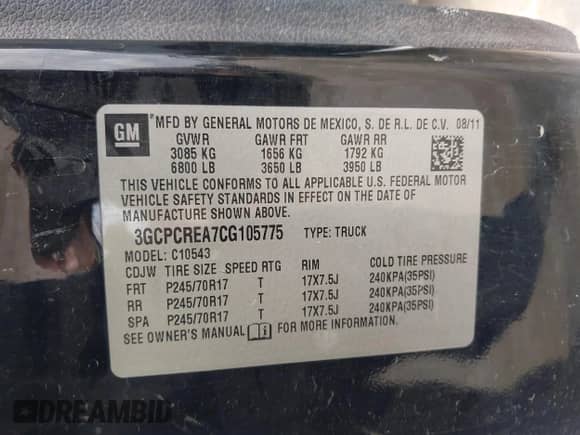 GM
MFD BY GENERAL MOTORS DE MEXICO, S. DE R.L. DE C.V. 08/11
GVWR GAWR FRT GAWR RR
3085 KG 1656 KG 1792 KG
6800 LB 3650 LB 3950 LB
THIS VEHICLE CONFORMS TO ALL APPLICABLE U.S. FEDERAL MOTOR
VEHICLE SAFETY STANDARDS IN EFFECT ON THE DATE OF
MANUFACTURE SHOWN ABOVE.
3GCPCREA7CG105775 TYPE: TRUCK
MODEL: C10543
CDJW TIRE SIZE SPEED RTG RIM COLD TIRE PRESSURE
FRT P245/70R17 T 17X7.5J 240KPA(35PSI)
RR P245/70R17 T 17X7.5J 240KPA(35PSI)
SPA P245/70R17 T 17X7.5J 240KPA(35PSI)
SEE OWNER'S MANUAL FOR MORE INFORMATION.
DREAMBID